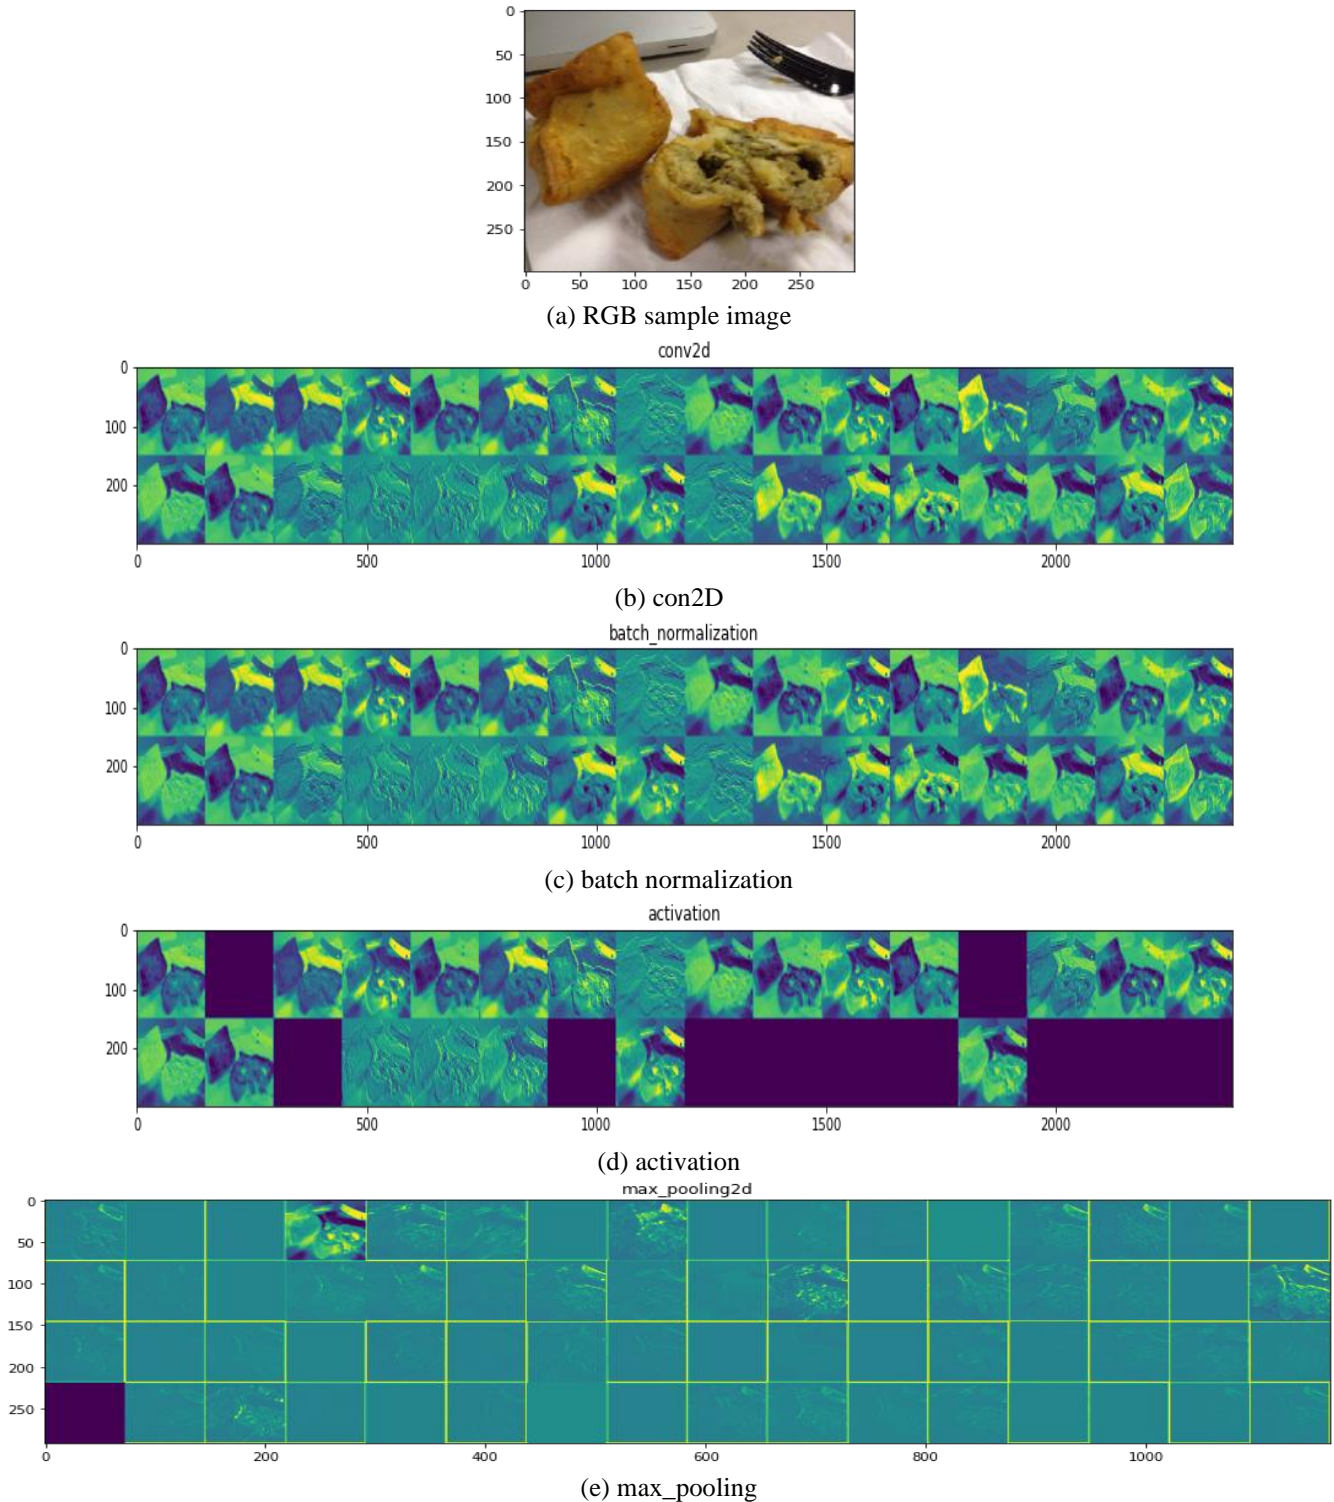 0
50
100
150
200
250
0 50 100 150 200 250
(a) RGB sample image
conv2d
0
100
200
0 500 1000 1500 2000
(b) con2D
batch_normalization
0
100
200
0 500 1000 1500 2000
(c) batch normalization
activation
0
100
200
0 500 1000 1500 2000
(d) activation
max_pooling2d
0
50
100
150
200
250
0 200 400 600 800 1000
(e) max_pooling